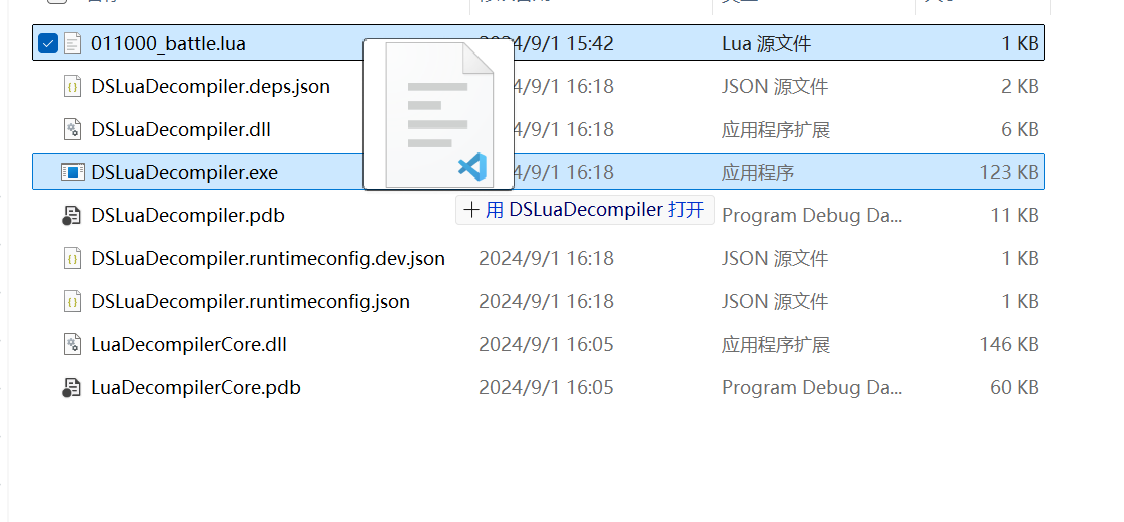 011000_battle.lua 4/9/1 15:42 Lua 源文件 1 KB
DSLuaDecompiler.deps.json 4/9/1 16:18 JSON 源文件 2 KB
DSLuaDecompiler.dll 4/9/1 16:18 应用程序扩展 6 KB
DSLuaDecompiler.exe 4/9/1 16:18 应用程序 123 KB
+ 用 DSLuaDecompiler 打开
DSLuaDecompiler.pdb Program Debug Da... 11 KB
DSLuaDecompiler.runtimeconfig.dev.json 2024/9/1 16:18 JSON 源文件 1 KB
DSLuaDecompiler.runtimeconfig.json 2024/9/1 16:18 JSON 源文件 1 KB
LuaDecompilerCore.dll 2024/9/1 16:05 应用程序扩展 146 KB
LuaDecompilerCore.pdb 2024/9/1 16:05 Program Debug Da... 60 KB